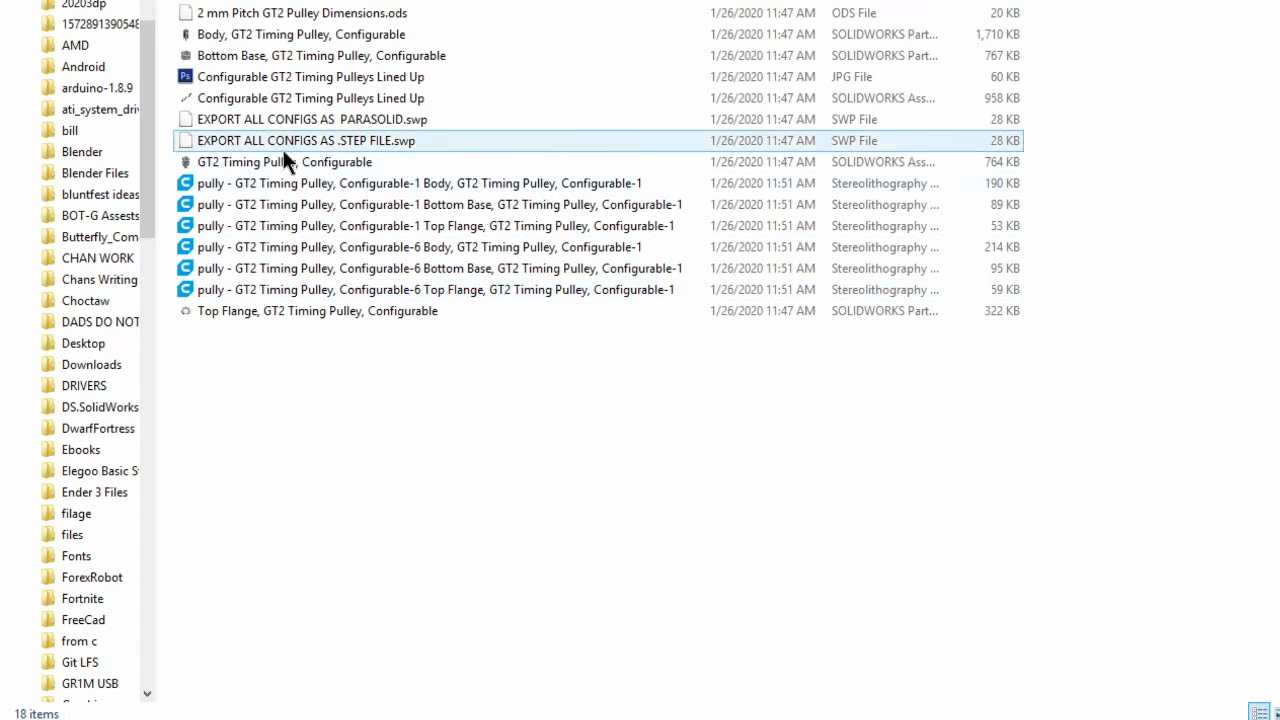 20203dp
1572891390548
AMD
Android
arduino-1.8.9
ati_system_dri
bill
Blender
Blender Files
bluntfest ideas
BOT-G Assests
Butterfly_Com
CHAN WORK
Chans Writing
Choctaw
DADS DO NOT
Desktop
Downloads
DRIVERS
DS.SolidWorks
DwarfFortress
Ebooks
Elegoo Basic S
Ender 3 Files
filage
files
Fonts
ForexRobot
Fortnite
FreeCad
from c
Git LFS
GR1M USB
2 mm Pitch GT2 Pulley Dimensions.ods 1/26/2020 11:47 AM ODS File 20 KB
Body, GT2 Timing Pulley, Configurable 1/26/2020 11:47 AM SOLIDWORKS Part... 1,710 KB
Bottom Base, GT2 Timing Pulley, Configurable 1/26/2020 11:47 AM SOLIDWORKS Part... 767 KB
Configurable GT2 Timing Pulleys Lined Up 1/26/2020 11:47 AM JPG File 60 KB
Configurable GT2 Timing Pulleys Lined Up 1/26/2020 11:47 AM SOLIDWORKS Ass... 958 KB
EXPORT ALL CONFIGS AS PARASOLID.swp 1/26/2020 11:47 AM SWP File 28 KB
EXPORT ALL CONFIGS AS .STEP FILE.swp 1/26/2020 11:47 AM SWP File 28 KB
GT2 Timing Pulley, Configurable 1/26/2020 11:47 AM SOLIDWORKS Ass... 764 KB
pully - GT2 Timing Pulley, Configurable-1 Body, GT2 Timing Pulley, Configurable-1 1/26/2020 11:51 AM Stereolithography ... 190 KB
pully - GT2 Timing Pulley, Configurable-1 Bottom Base, GT2 Timing Pulley, Configurable-1 1/26/2020 11:51 AM Stereolithography ... 89 KB
pully - GT2 Timing Pulley, Configurable-1 Top Flange, GT2 Timing Pulley, Configurable-1 1/26/2020 11:51 AM Stereolithography ... 53 KB
pully - GT2 Timing Pulley, Configurable-6 Body, GT2 Timing Pulley, Configurable-1 1/26/2020 11:51 AM Stereolithography ... 214 KB
pully - GT2 Timing Pulley, Configurable-6 Bottom Base, GT2 Timing Pulley, Configurable-1 1/26/2020 11:51 AM Stereolithography ... 95 KB
pully - GT2 Timing Pulley, Configurable-6 Top Flange, GT2 Timing Pulley, Configurable-1 1/26/2020 11:51 AM Stereolithography ... 59 KB
Top Flange, GT2 Timing Pulley, Configurable 1/26/2020 11:47 AM SOLIDWORKS Part... 322 KB
18 items